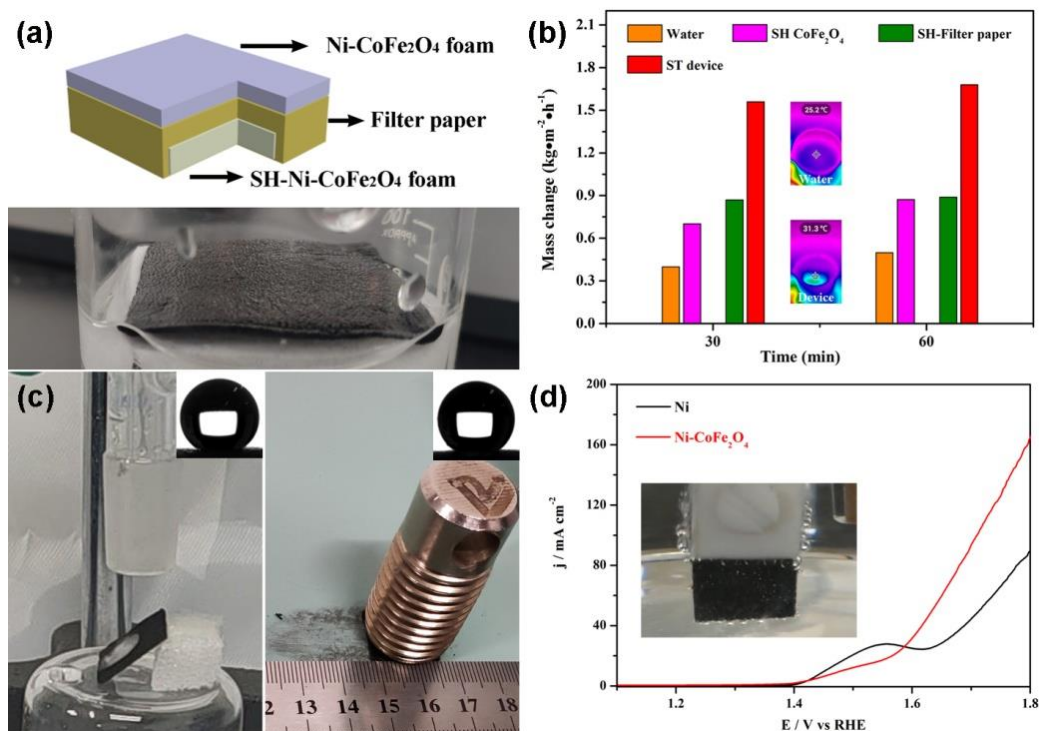 (a)
Ni-CoFe₂O₄ foam
Filter paper
SH-Ni-CoFe₂O₄ foam
100
APPROX
(b)
Water
SH CoFe₂O₄
SH-Filter paper
ST device
Mass change (kg•m⁻²•h⁻¹)
2.1
1.8
1.5
1.2
0.9
0.6
0.3
0.0
25.2 °C
Water
31.3 °C
Device
30
60
Time (min)
(c)
2 13 14 15 16 17 18
(d)
Ni
Ni-CoFe₂O₄
j / mA cm⁻²
200
160
120
80
40
0
1.2
1.4
1.6
1.8
E / V vs RHE